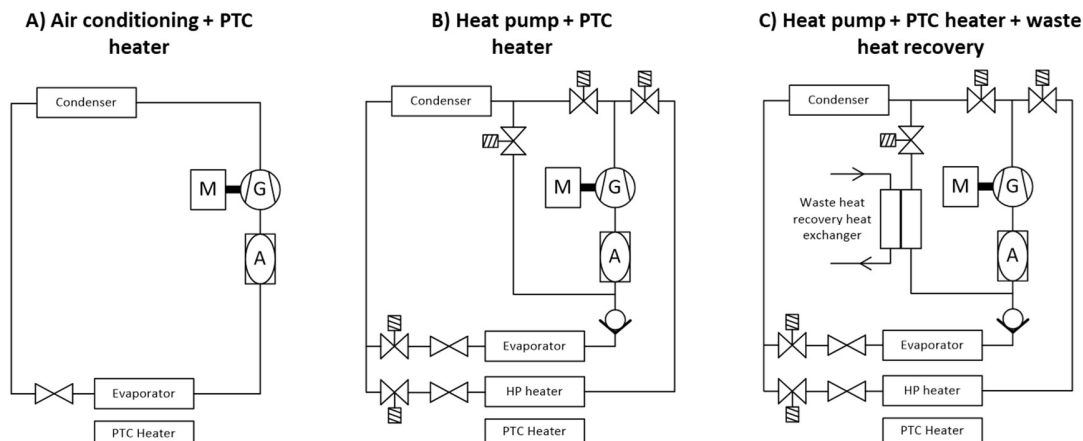 A) Air conditioning + PTC
heater
Condenser
M
G
A
Evaporator
PTC Heater
B) Heat pump + PTC
heater
Condenser
M
G
A
Evaporator
HP heater
PTC Heater
C) Heat pump + PTC heater + waste
heat recovery
Condenser
M
G
Waste heat
recovery heat
exchanger
A
Evaporator
HP heater
PTC Heater